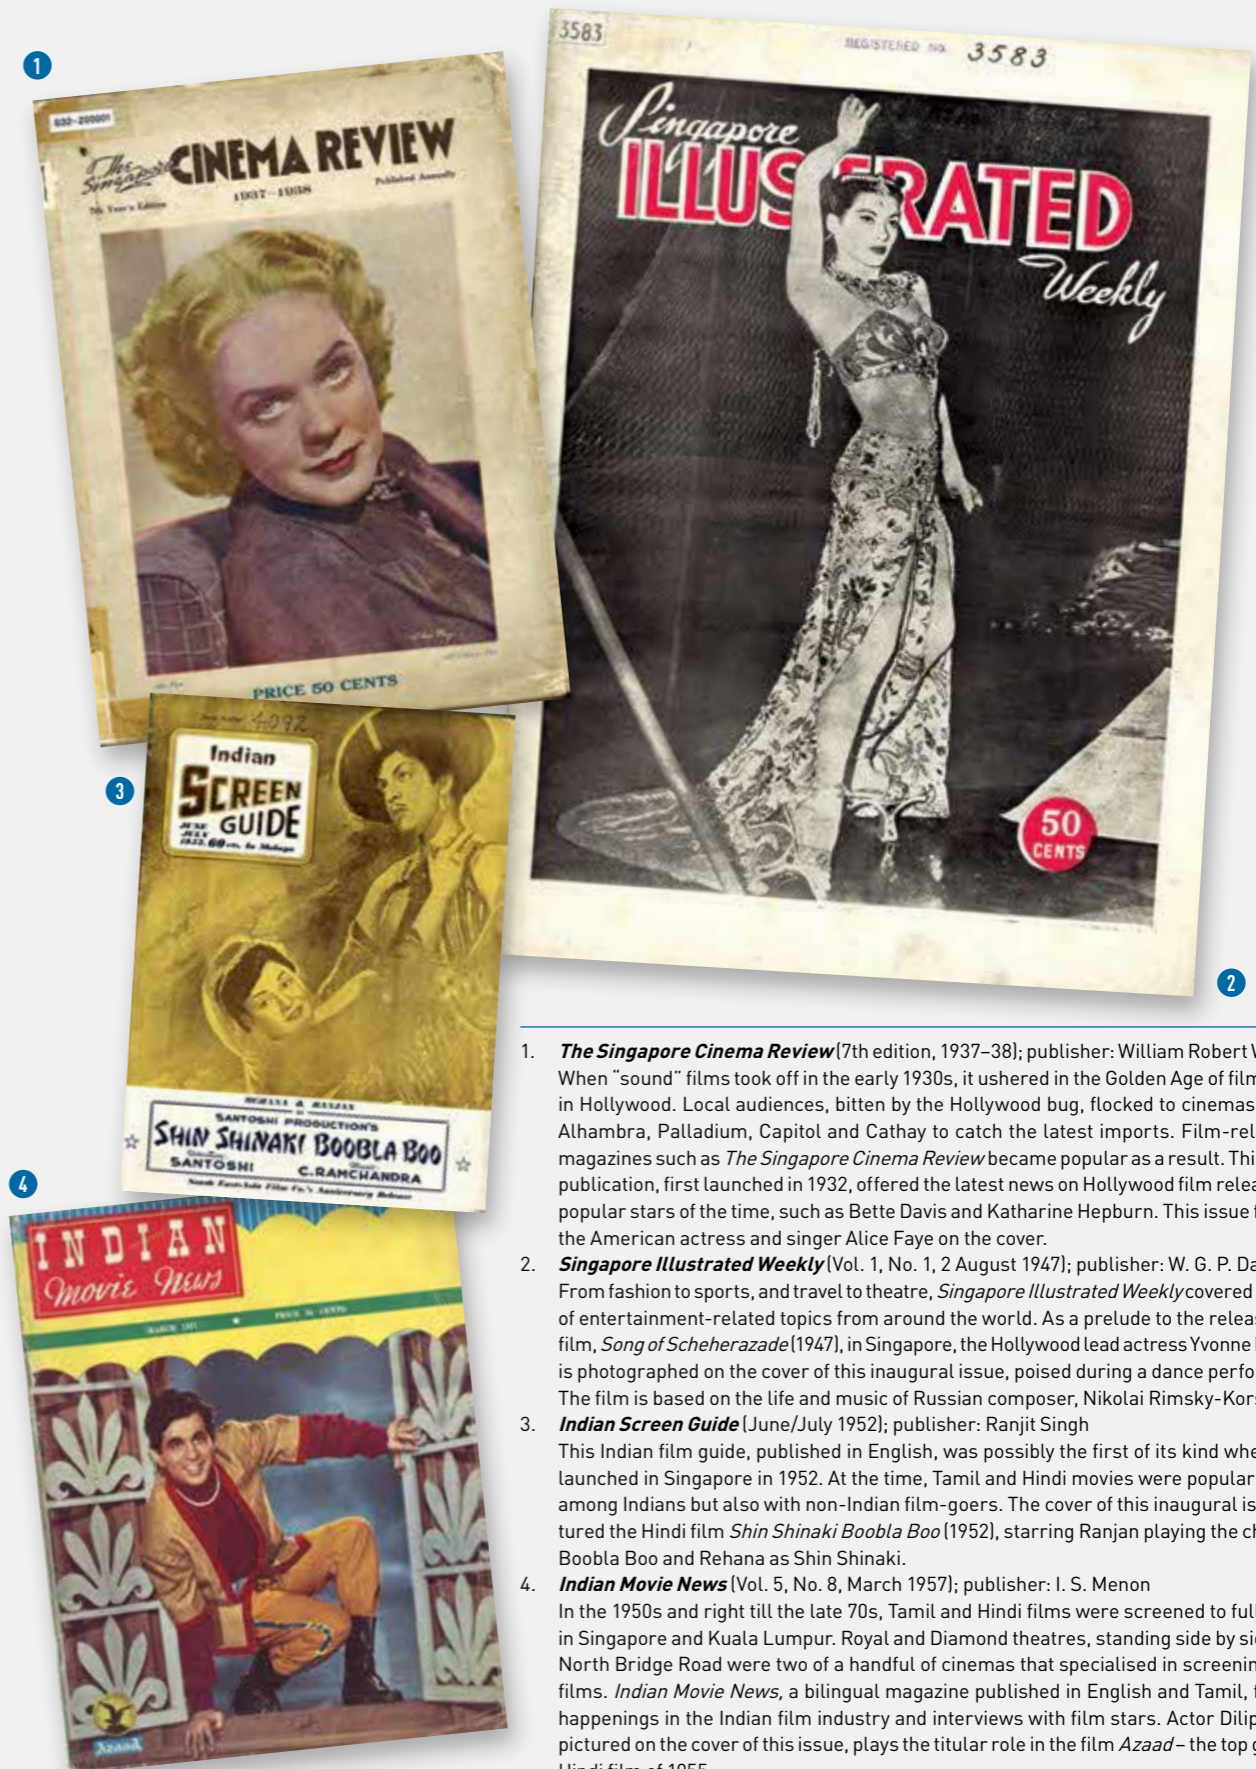 1
632-200001
The Singapore CINEMA REVIEW
1937–1938
7th Year's Edition
Published Annually
PRICE 50 CENTS
3583
REGISTERED NO. 3583
Singapore
ILLUSTRATED
Weekly
50
CENTS
2
3
4092
Indian
SCREEN
GUIDE
JUNE
JULY
SANTOSHI PRODUCTION'S
SHIN SHINAKI BOOBLA BOO
SANTOSHI
C. RAMCHANDRA
4
INDIAN
Movie News
MARCH 1957
Azaad
1. The Singapore Cinema Review (7th edition, 1937–38); publisher: William Robert
When “sound” films took off in the early 1930s, it ushered in the Golden Age of film
in Hollywood. Local audiences, bitten by the Hollywood bug, flocked to cinemas
Alhambra, Palladium, Capitol and Cathay to catch the latest imports. Film-rel
magazines such as The Singapore Cinema Review became popular as a result. This
publication, first launched in 1932, offered the latest news on Hollywood film relea
popular stars of the time, such as Bette Davis and Katharine Hepburn. This issue
the American actress and singer Alice Faye on the cover.
2. Singapore Illustrated Weekly (Vol. 1, No. 1, 2 August 1947); publisher: W. G. P. Da
From fashion to sports, and travel to theatre, Singapore Illustrated Weekly covered
of entertainment-related topics from around the world. As a prelude to the releas
film, Song of Scheherazade (1947), in Singapore, the Hollywood lead actress Yvonne
is photographed on the cover of this inaugural issue, poised during a dance perfo
The film is based on the life and music of Russian composer, Nikolai Rimsky-Kors
3. Indian Screen Guide (June/July 1952); publisher: Ranjit Singh
This Indian film guide, published in English, was possibly the first of its kind whe
launched in Singapore in 1952. At the time, Tamil and Hindi movies were popular
among Indians but also with non-Indian film-goers. The cover of this inaugural is
tured the Hindi film Shin Shinaki Boobla Boo (1952), starring Ranjan playing the ch
Boobla Boo and Rehana as Shin Shinaki.
4. Indian Movie News (Vol. 5, No. 8, March 1957); publisher: I. S. Menon
In the 1950s and right till the late 70s, Tamil and Hindi films were screened to full
in Singapore and Kuala Lumpur. Royal and Diamond theatres, standing side by si
North Bridge Road were two of a handful of cinemas that specialised in screenin
films. Indian Movie News, a bilingual magazine published in English and Tamil, f
happenings in the Indian film industry and interviews with film stars. Actor Dilip
pictured on the cover of this issue, plays the titular role in the film Azaad – the top g
Hindi film of 1955.